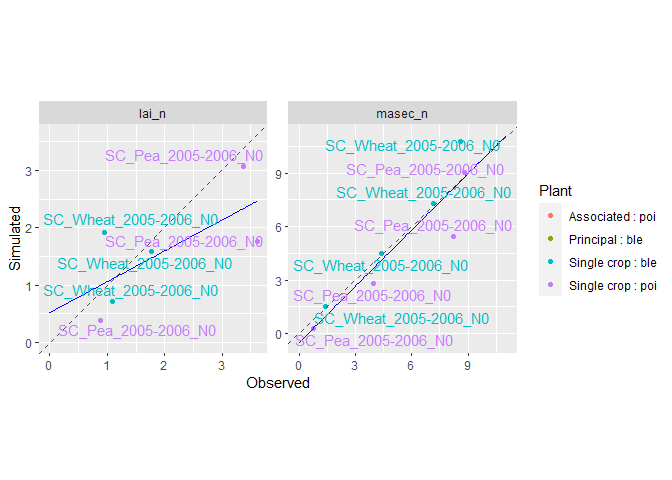 lai_n
masec_n
SC_Pea_2005-2006_N0
SC_Wheat_2005-2006_N0
SC_Pea_2005-2006_N0
SC_Wheat_2005-2006_N0
SC_Wheat_2005-2006_N0
SC_Pea_2005-2006_N0
SC_Wheat_2005-2006_N0
SC_Pea_2005-2006_N0
SC_Wheat_2005-2006_N0
SC_Pea_2005-2006_N0
SC_Wheat_2005-2006_N0
SC_Pea_2005-2006_N0
SC_Wheat_2005-2006_N0
SC_Pea_2005-2006_N0
3
2
1
0
0 1 2 3
9
6
3
0
0 3 6 9
Simulated
Observed
Plant
Associated : poi
Principal : ble
Single crop : ble
Single crop : poi